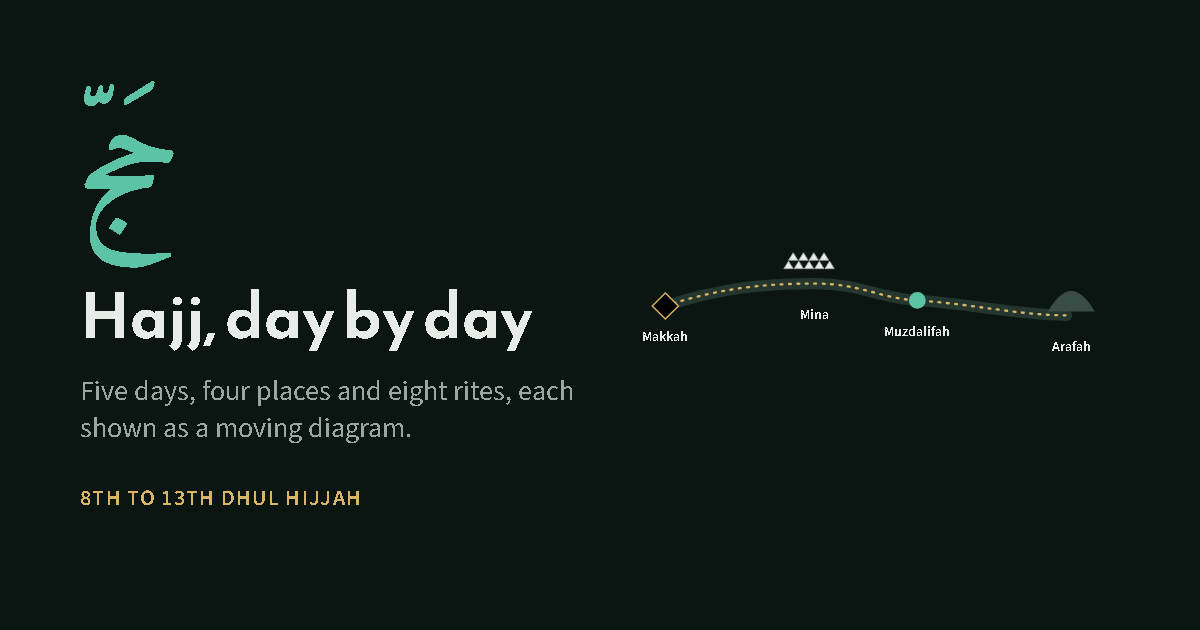 حَجّ
Hajj, day by day
Five days, four places and eight rites, each
shown as a moving diagram.
8TH TO 13TH DHUL HIJJAH
Makkah
Mina
Muzdalifah
Arafah